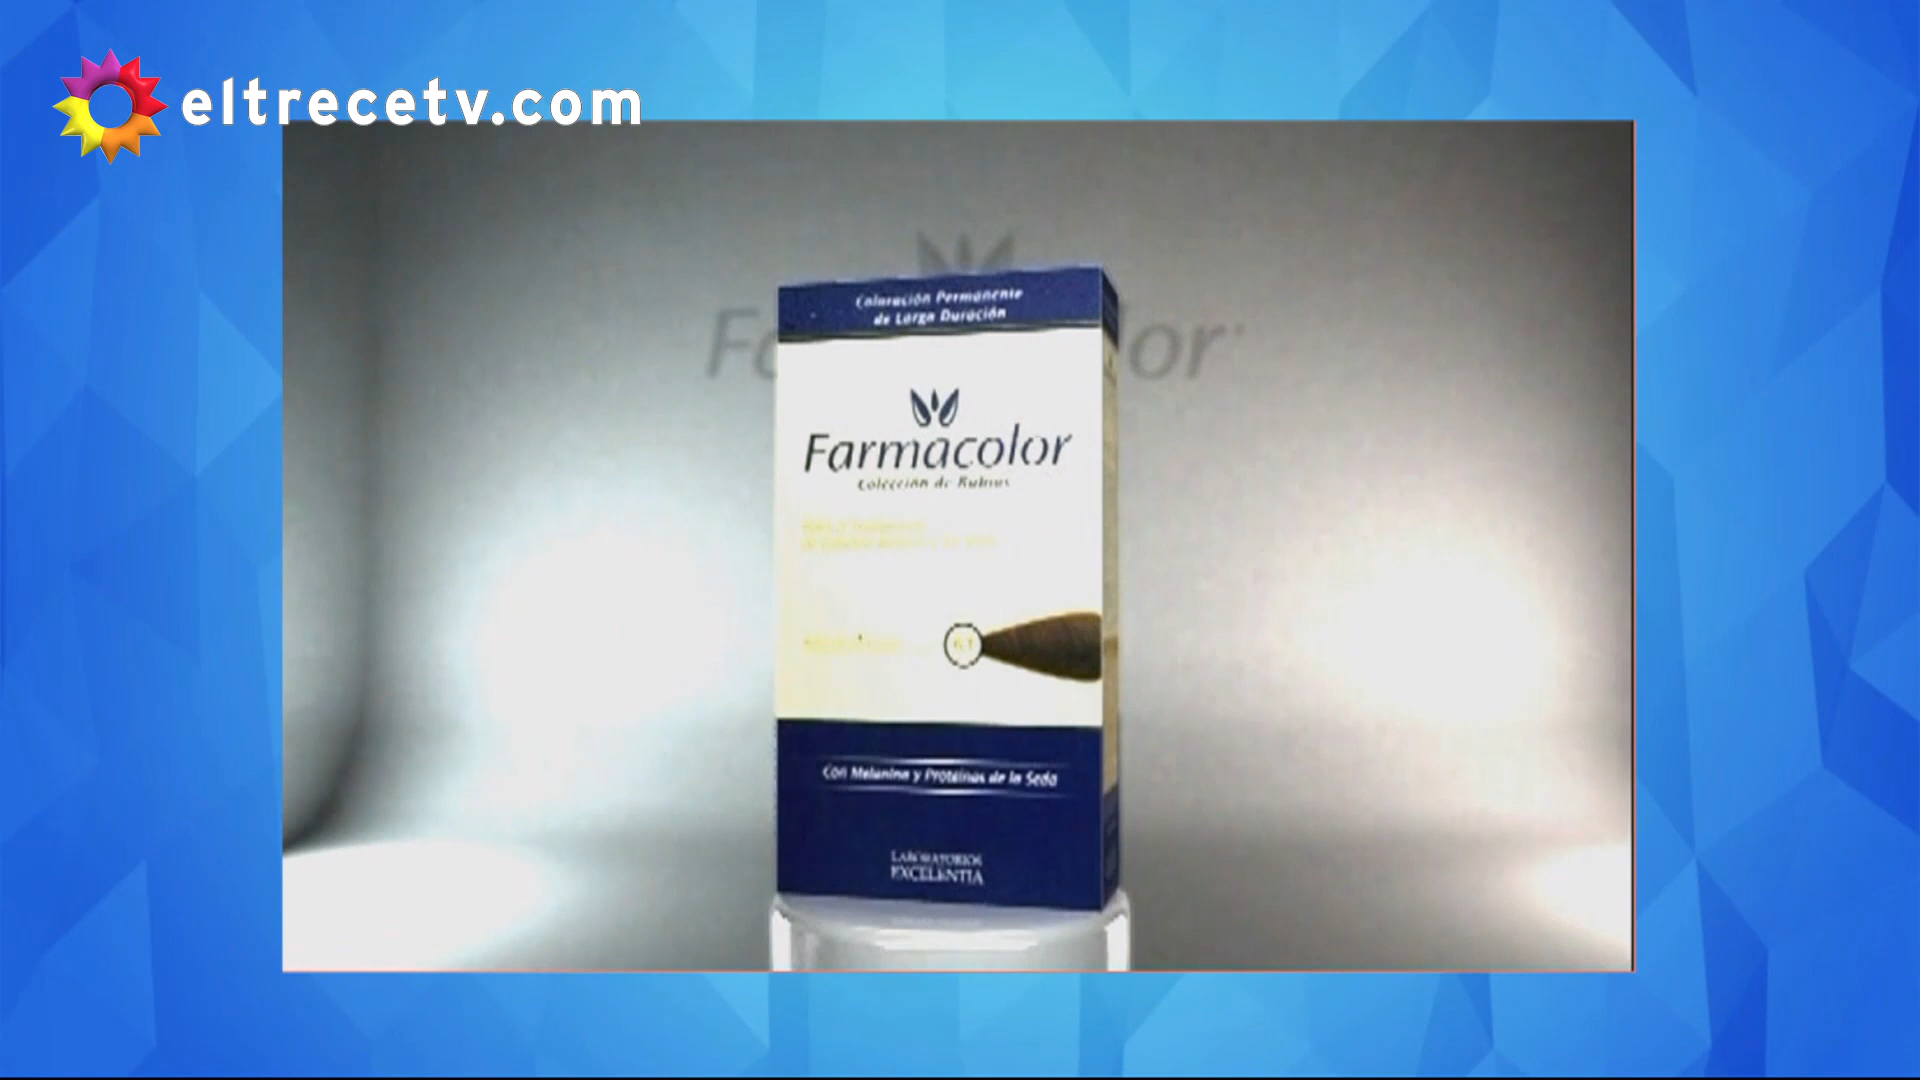 eltrecetv.com
Coloración Permanente
de Larga Duración
Farmacolor
Colección de Rubios
Con Melanina y Proteínas de la Seda
LABORATORIOS
EXCELENTIA